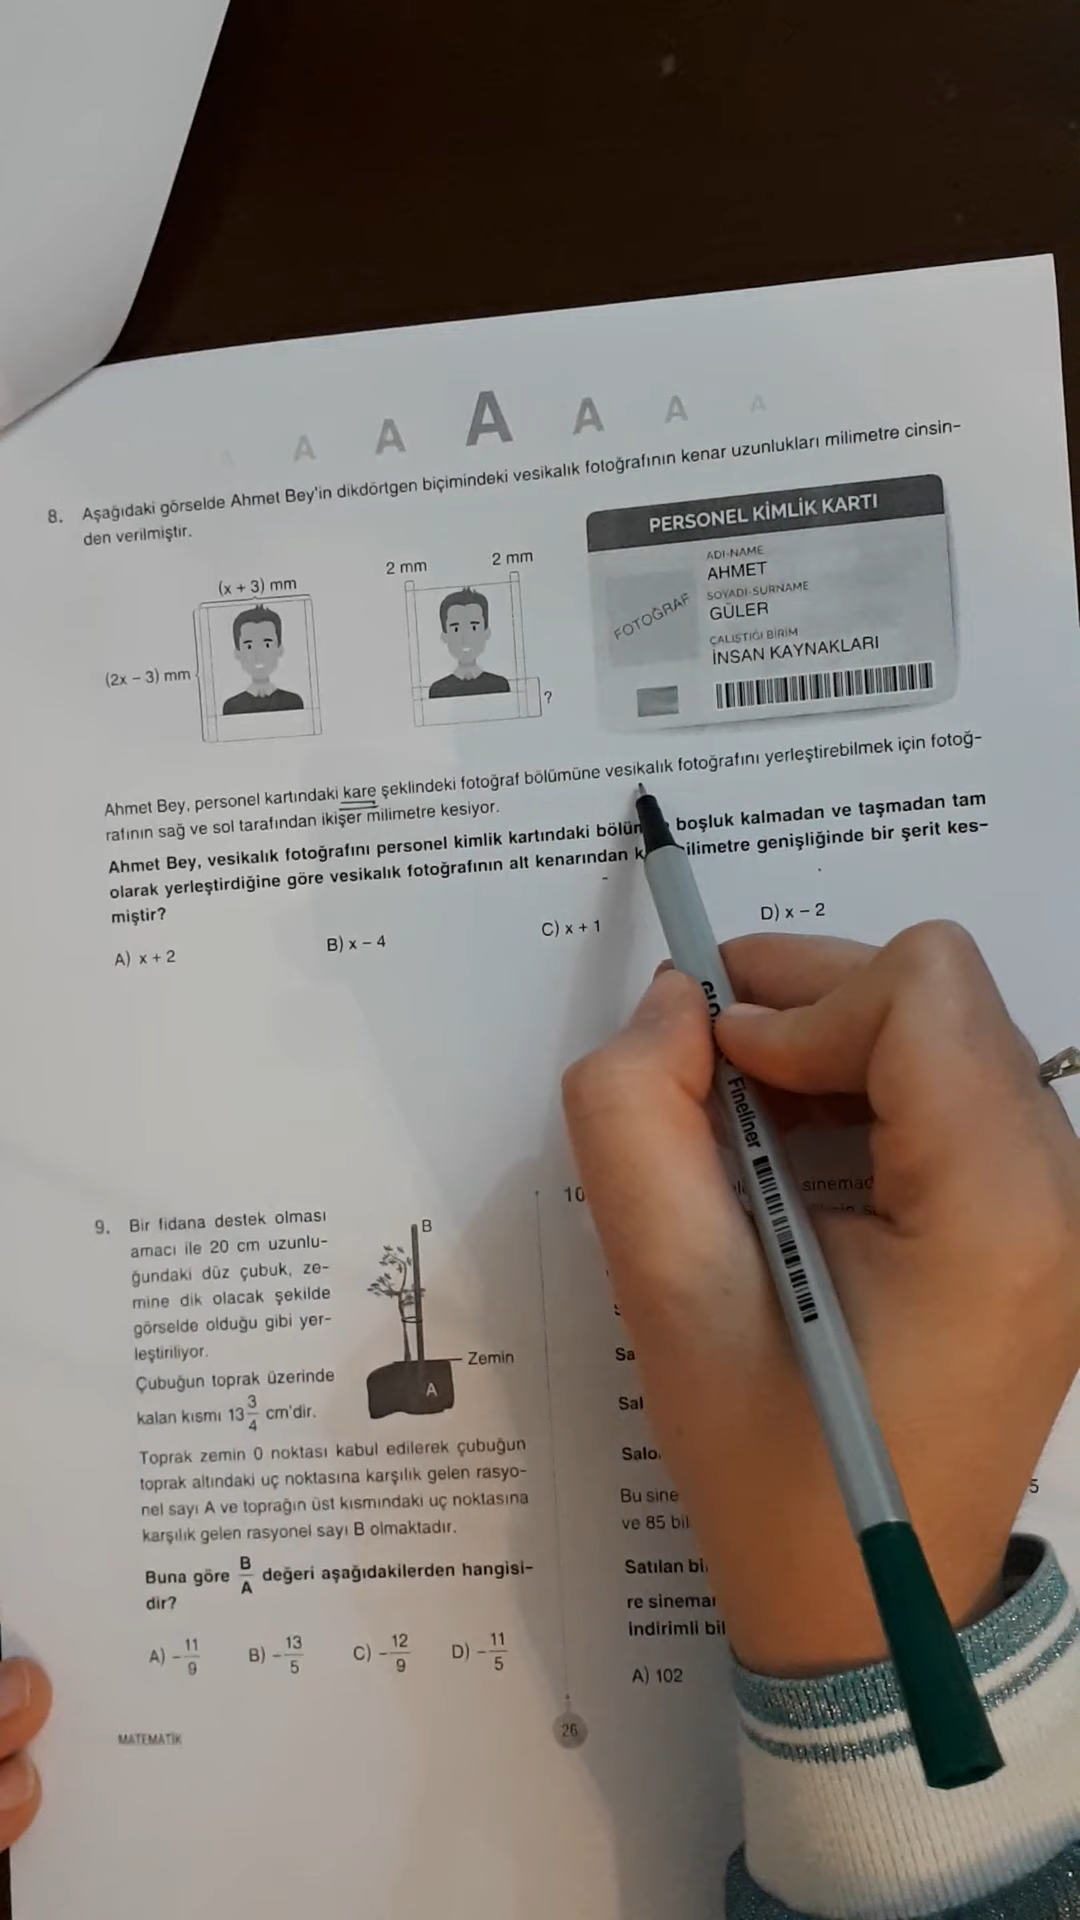 A A A A A A
8. Aşağıdaki görselde Ahmet Bey'in dikdörtgen biçimindeki vesikalık fotoğrafının kenar uzunlukları milimetre cinsin-
den verilmiştir.
(x + 3) mm
(2x – 3) mm
2 mm
2 mm
?
PERSONEL KİMLİK KARTI
FOTOĞRAF
ADI-NAME
AHMET
SOYADI-SURNAME
GÜLER
ÇALIŞTIĞI BİRİM
İNSAN KAYNAKLARI
Ahmet Bey, personel kartındaki kare şeklindeki fotoğraf bölümüne vesikalık fotoğrafını yerleştirebilmek için fotoğ-
rafının sağ ve sol tarafından ikişer milimetre kesiyor.
Ahmet Bey, vesikalık fotoğrafını personel kimlik kartındaki boşluk kalmadan ve taşmadan tam
olarak yerleştirdiğine göre vesikalık fotoğrafının alt kenarından genişliğinde bir şerit kes-
miştir?
A) x + 2
B) x – 4
C) x + 1
D) x – 2
9. Bir fidana destek olması
amacı ile 20 cm uzunlu-
ğundaki düz çubuk, ze-
mine dik olacak şekilde
görselde olduğu gibi yer-
leştiriliyor.
Çubuğun toprak üzerinde
kalan kısmı 13 3/4 cm'dir.
B
Zemin
A
Toprak zemin 0 noktası kabul edilerek çubuğun
toprak altındaki uç noktasına karşılık gelen rasyo-
nel sayı A ve toprağın üst kısmındaki uç noktasına
karşılık gelen rasyonel sayı B olmaktadır.
Buna göre B/A değeri aşağıdakilerden hangisi-
dir?
A) – 11/9
B) – 13/5
C) – 12/9
D) – 11/5
MATEMATİK
26
10
Bu sine
ve 85 bil
Satılan
re
indirimli bil
A) 102
5
Fineliner